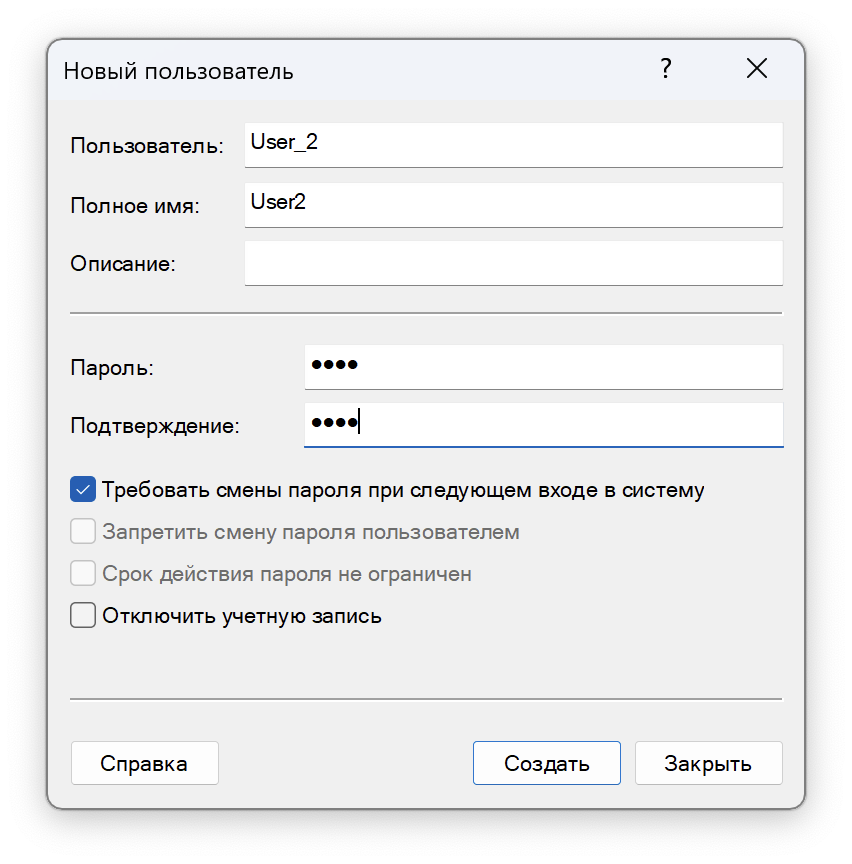 Новый пользователь ?
Пользователь: User_2
Полное имя: User2
Описание:
Пароль: ••••
Подтверждение: ••••
Требовать смены пароля при следующем входе в систему
Запретить смену пароля пользователем
Срок действия пароля не ограничен
Отключить учетную запись
Справка Создать Закрыть